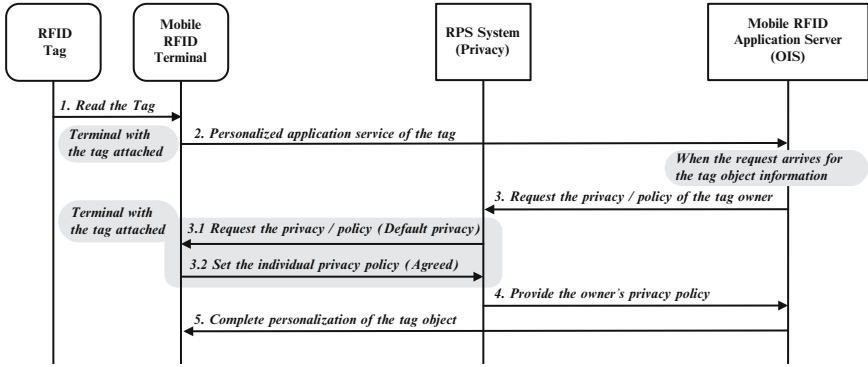 RFID
Tag
Mobile
RFID
Terminal
RPS System
(Privacy)
Mobile RFID
Application Server
(OIS)
1. Read the Tag
Terminal with
the tag attached
2. Personalized application service of the tag
When the request arrives for
the tag object information
3. Request the privacy / policy of the tag owner
Terminal with
the tag attached
3.1 Request the privacy / policy (Default privacy)
3.2 Set the individual privacy policy (Agreed)
4. Provide the owner's privacy policy
5. Complete personalization of the tag object